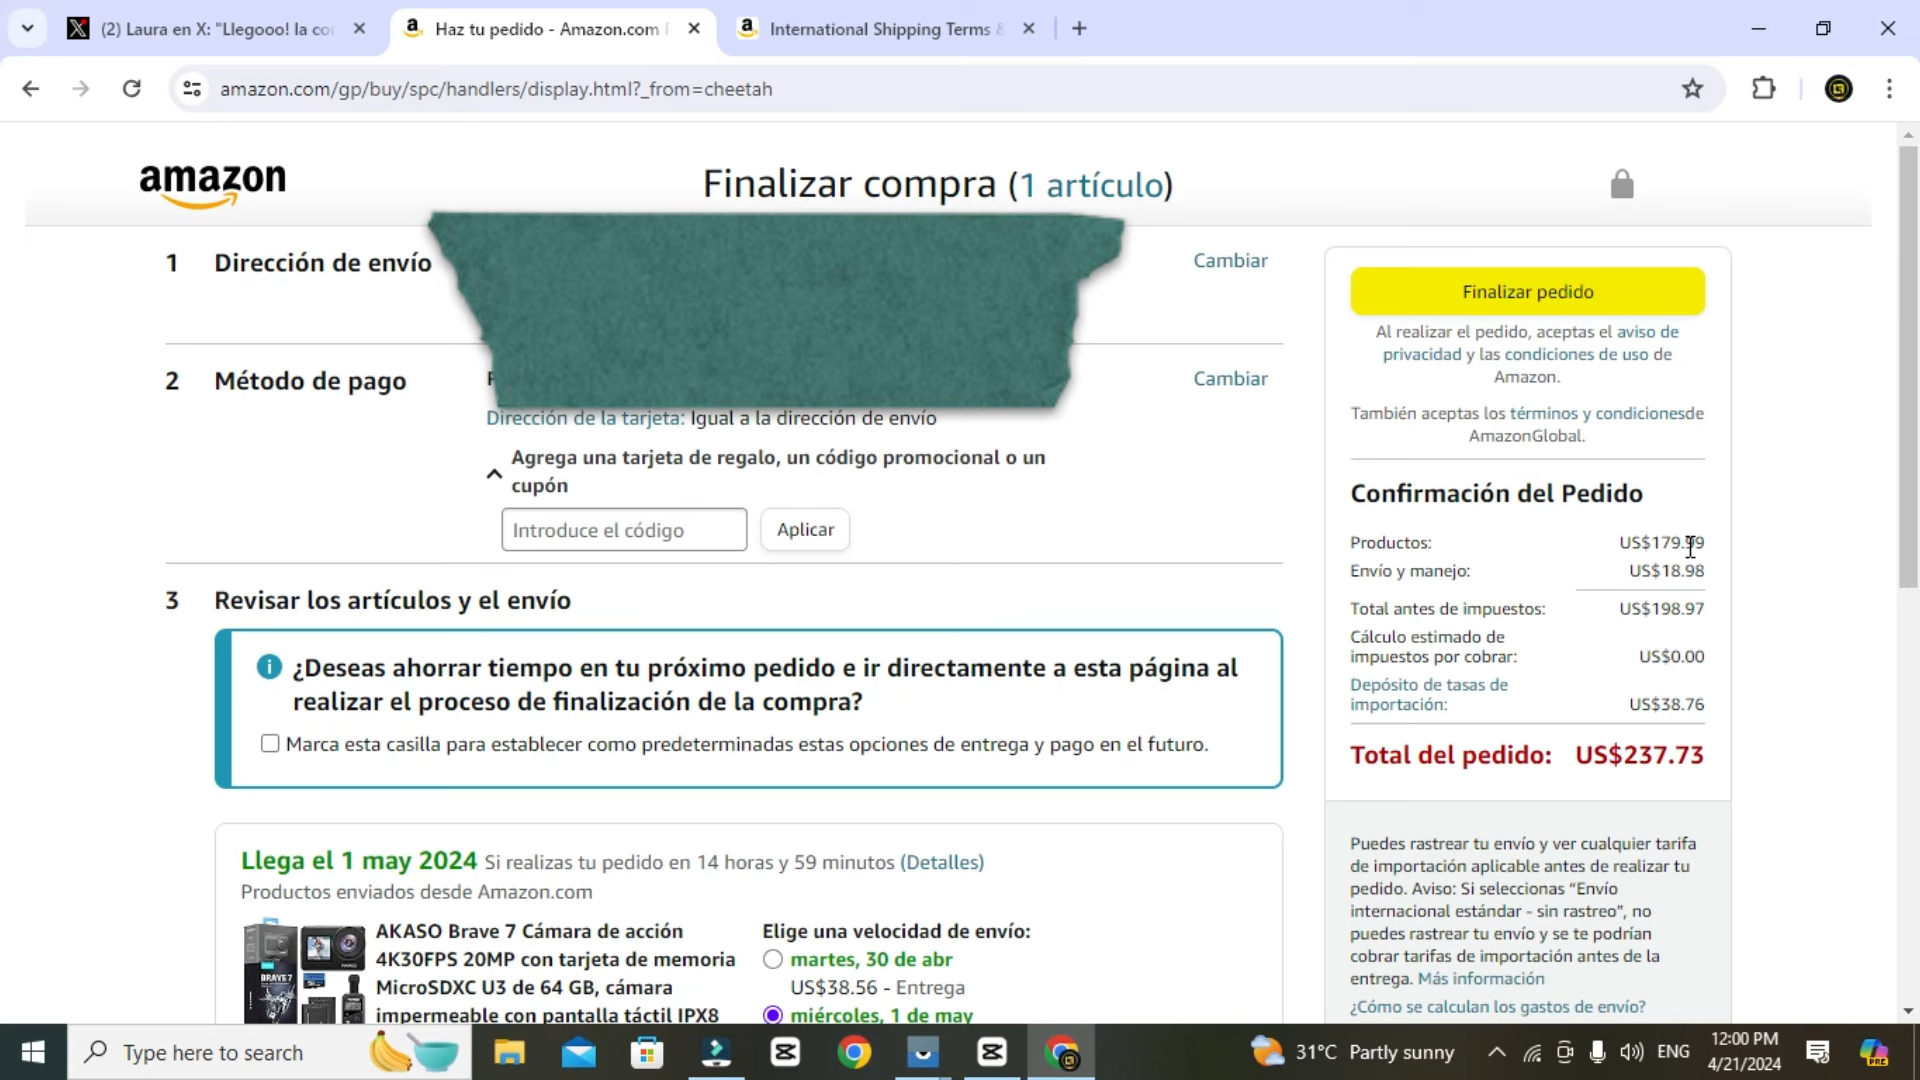 (2) Laura en X: "Llegooo! la co
Haz tu pedido - Amazon.com
International Shipping Terms &
amazon.com/gp/buy/spc/handlers/display.html?_from=cheetah
amazon
Finalizar compra (1 artículo)
1 Dirección de envío
Cambiar
2 Método de pago
Cambiar
Dirección de la tarjeta: Igual a la dirección de envío
Agrega una tarjeta de regalo, un código promocional o un
cupón
Introduce el código
Aplicar
3 Revisar los artículos y el envío
¿Deseas ahorrar tiempo en tu próximo pedido e ir directamente a esta página al
realizar el proceso de finalización de la compra?
Marca esta casilla para establecer como predeterminadas estas opciones de entrega y pago en el futuro.
Llega el 1 may 2024 Si realizas tu pedido en 14 horas y 59 minutos (Detalles)
Productos enviados desde Amazon.com
AKASO Brave 7 Cámara de acción
4K30FPS 20MP con tarjeta de memoria
MicroSDXC U3 de 64 GB, cámara
impermeable con pantalla táctil IPX8
BRAVE 7
Elige una velocidad de envío:
martes, 30 de abr
US$38.56 - Entrega
miércoles, 1 de may
Finalizar pedido
Al realizar el pedido, aceptas el aviso de
privacidad y las condiciones de uso de
Amazon.
También aceptas los términos y condicionesde
AmazonGlobal.
Confirmación del Pedido
Productos: US$179.99
Envío y manejo: US$18.98
Total antes de impuestos: US$198.97
Cálculo estimado de
impuestos por cobrar: US$0.00
Depósito de tasas de
importación: US$38.76
Total del pedido: US$237.73
Puedes rastrear tu envío y ver cualquier tarifa
de importación aplicable antes de realizar tu
pedido. Aviso: Si seleccionas "Envío
internacional estándar - sin rastreo", no
puedes rastrear tu envío y se te podrían
cobrar tarifas de importación antes de la
entrega. Más información
¿Cómo se calculan los gastos de envío?
Type here to search
31°C Partly sunny
ENG
12:00 PM
4/21/2024
PRE